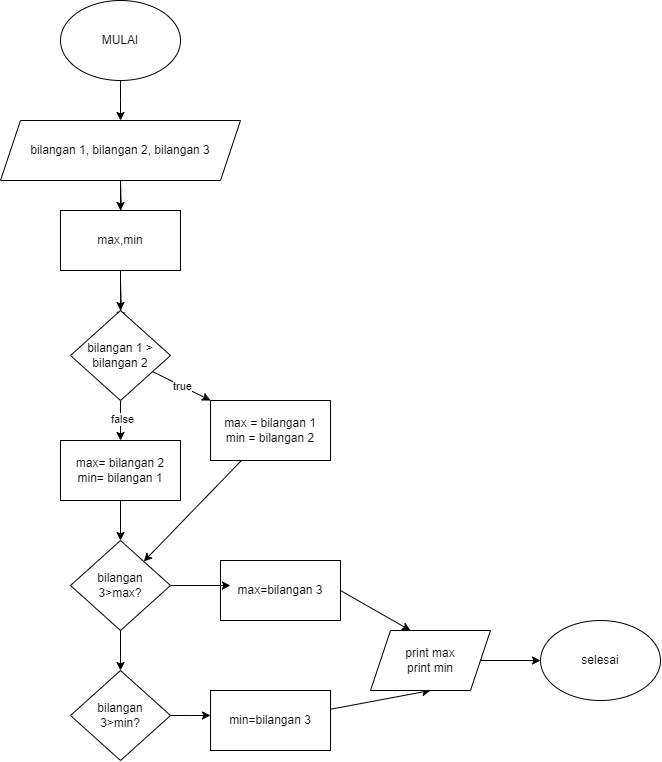 MULAI
bilangan 1, bilangan 2, bilangan 3
max,min
bilangan 1 >
bilangan 2
true
false
max = bilangan 1
min = bilangan 2
max= bilangan 2
min= bilangan 1
bilangan
3>max?
max=bilangan 3
print max
print min
selesai
bilangan
3>min?
min=bilangan 3